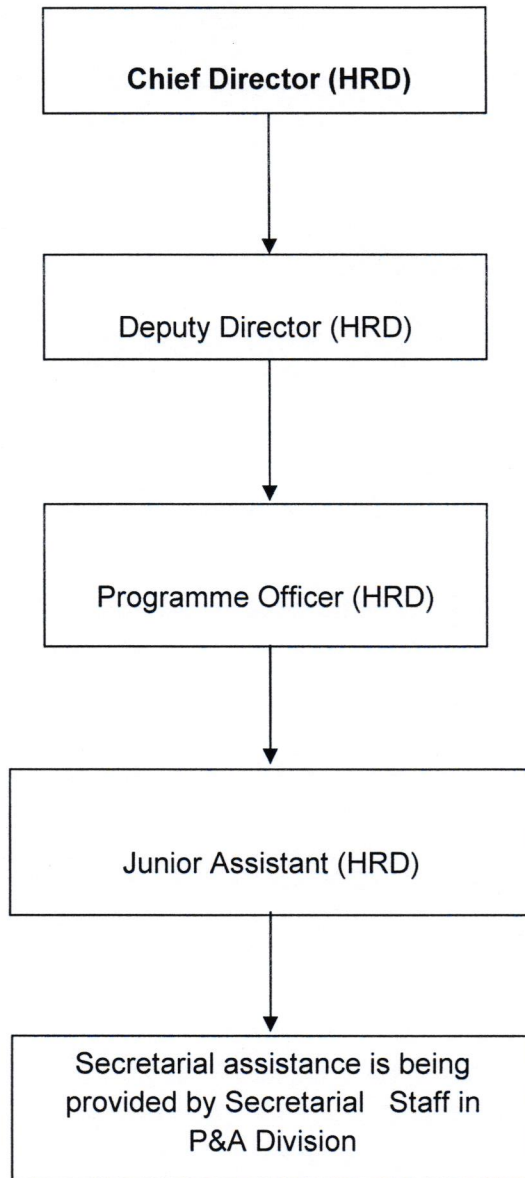 Chief Director (HRD)
Deputy Director (HRD)
Programme Officer (HRD)
Junior Assistant (HRD)
Secretarial assistance is being
provided by Secretarial Staff in
P&A Division